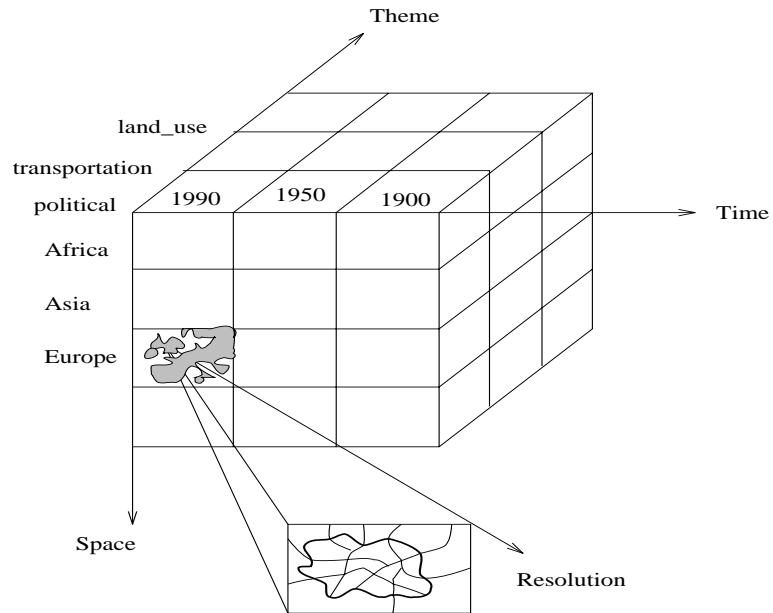 Theme
land_use
transportation
political
1990
1950
1900
Time
Africa
Asia
Europe
Space
Resolution